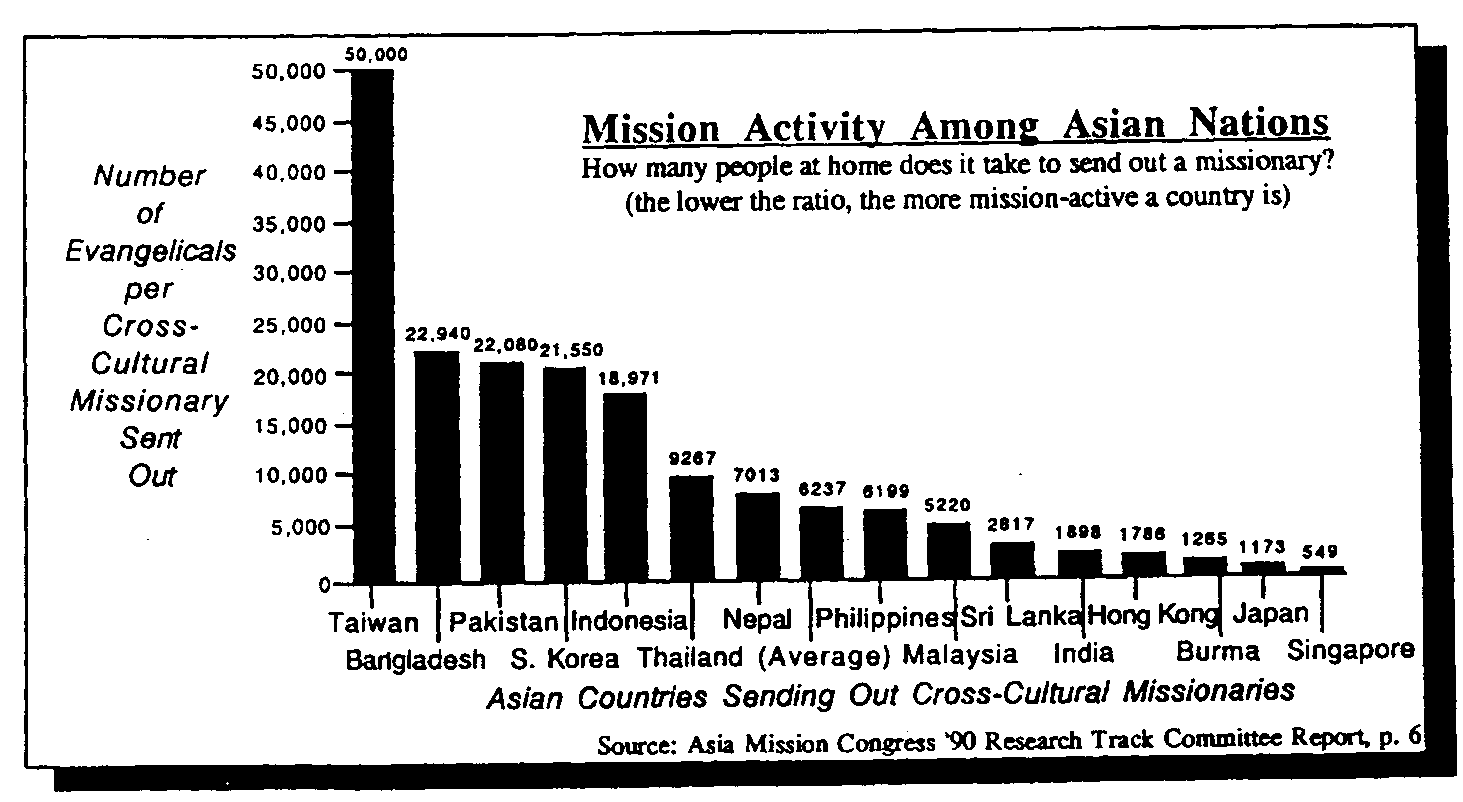 50,000
50,000
45,000
40,000
35,000
30,000
25,000
20,000
15,000
10,000
5,000
0
Number
of
Evangelicals
per
Cross-
Cultural
Missionary
Sent
Out
Mission Activity Among Asian Nations
How many people at home does it take to send out a missionary?
(the lower the ratio, the more mission-active a country is)
22,940 22,080 21,550
18,971
9267
7013
6237 6199
5220
2817
1898 1786 1265 1173 549
Taiwan Pakistan Indonesia Nepal Philippines Sri Lanka Hong Kong Japan
Bangladesh S. Korea Thailand (Average) Malaysia India Burma Singapore
Asian Countries Sending Out Cross-Cultural Missionaries
Source: Asia Mission Congress '90 Research Track Committee Report, p. 6